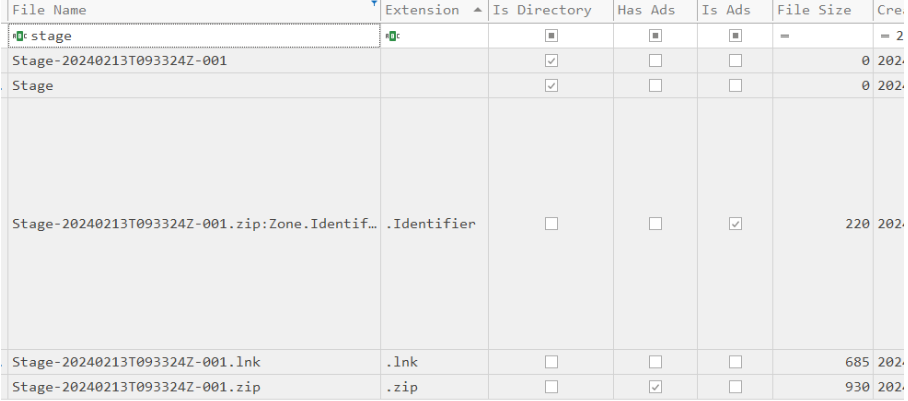 File Name Extension Is Directory Has Ads Is Ads File Size Crea
stage = = 2
Stage-20240213T093324Z-001 0 2024
Stage 0 2024
Stage-20240213T093324Z-001.zip:Zone.Identif… .Identifier 220 2024
Stage-20240213T093324Z-001.lnk .lnk 685 2024
Stage-20240213T093324Z-001.zip .zip 930 2024